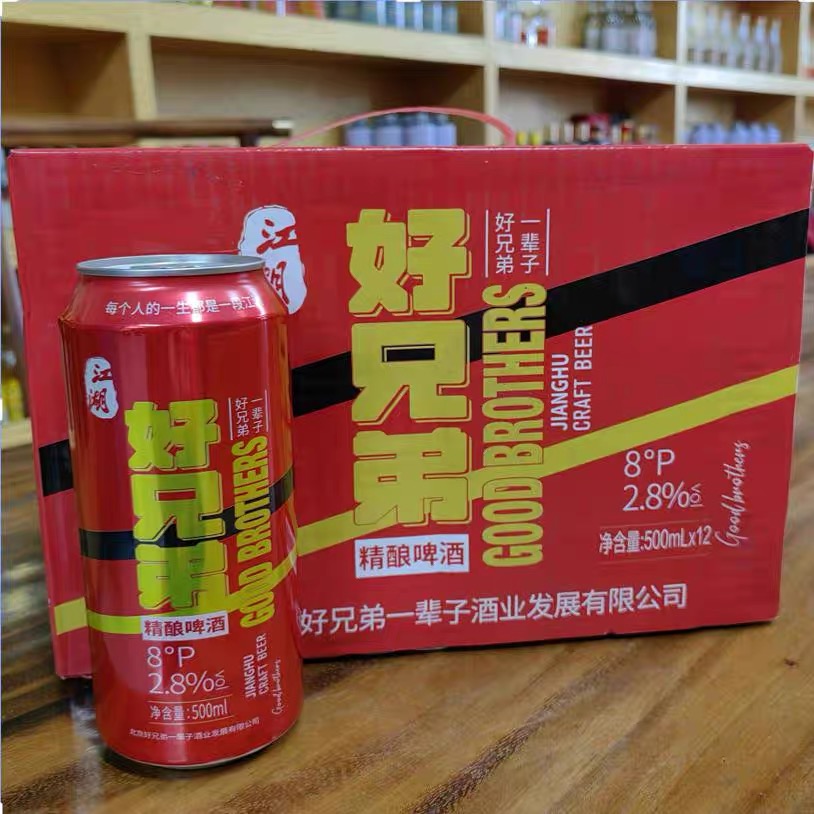 每个人的一生都是一段江
江湖
好兄弟
一辈子
好兄弟
GOOD BROTHERS
精酿啤酒
8°P
2.8%vol
JIANGHU
CRAFT BEER
Good brothers
净含量:500ml
北京好兄弟一辈子酒业发展有限公司
江湖
好兄弟
一辈子
好兄弟
GOOD BROTHERS
JIANGHU
CRAFT BEER
精酿啤酒
8°P
2.8%vol
净含量:500mLx12
Good brothers
好兄弟一辈子酒业发展有限公司